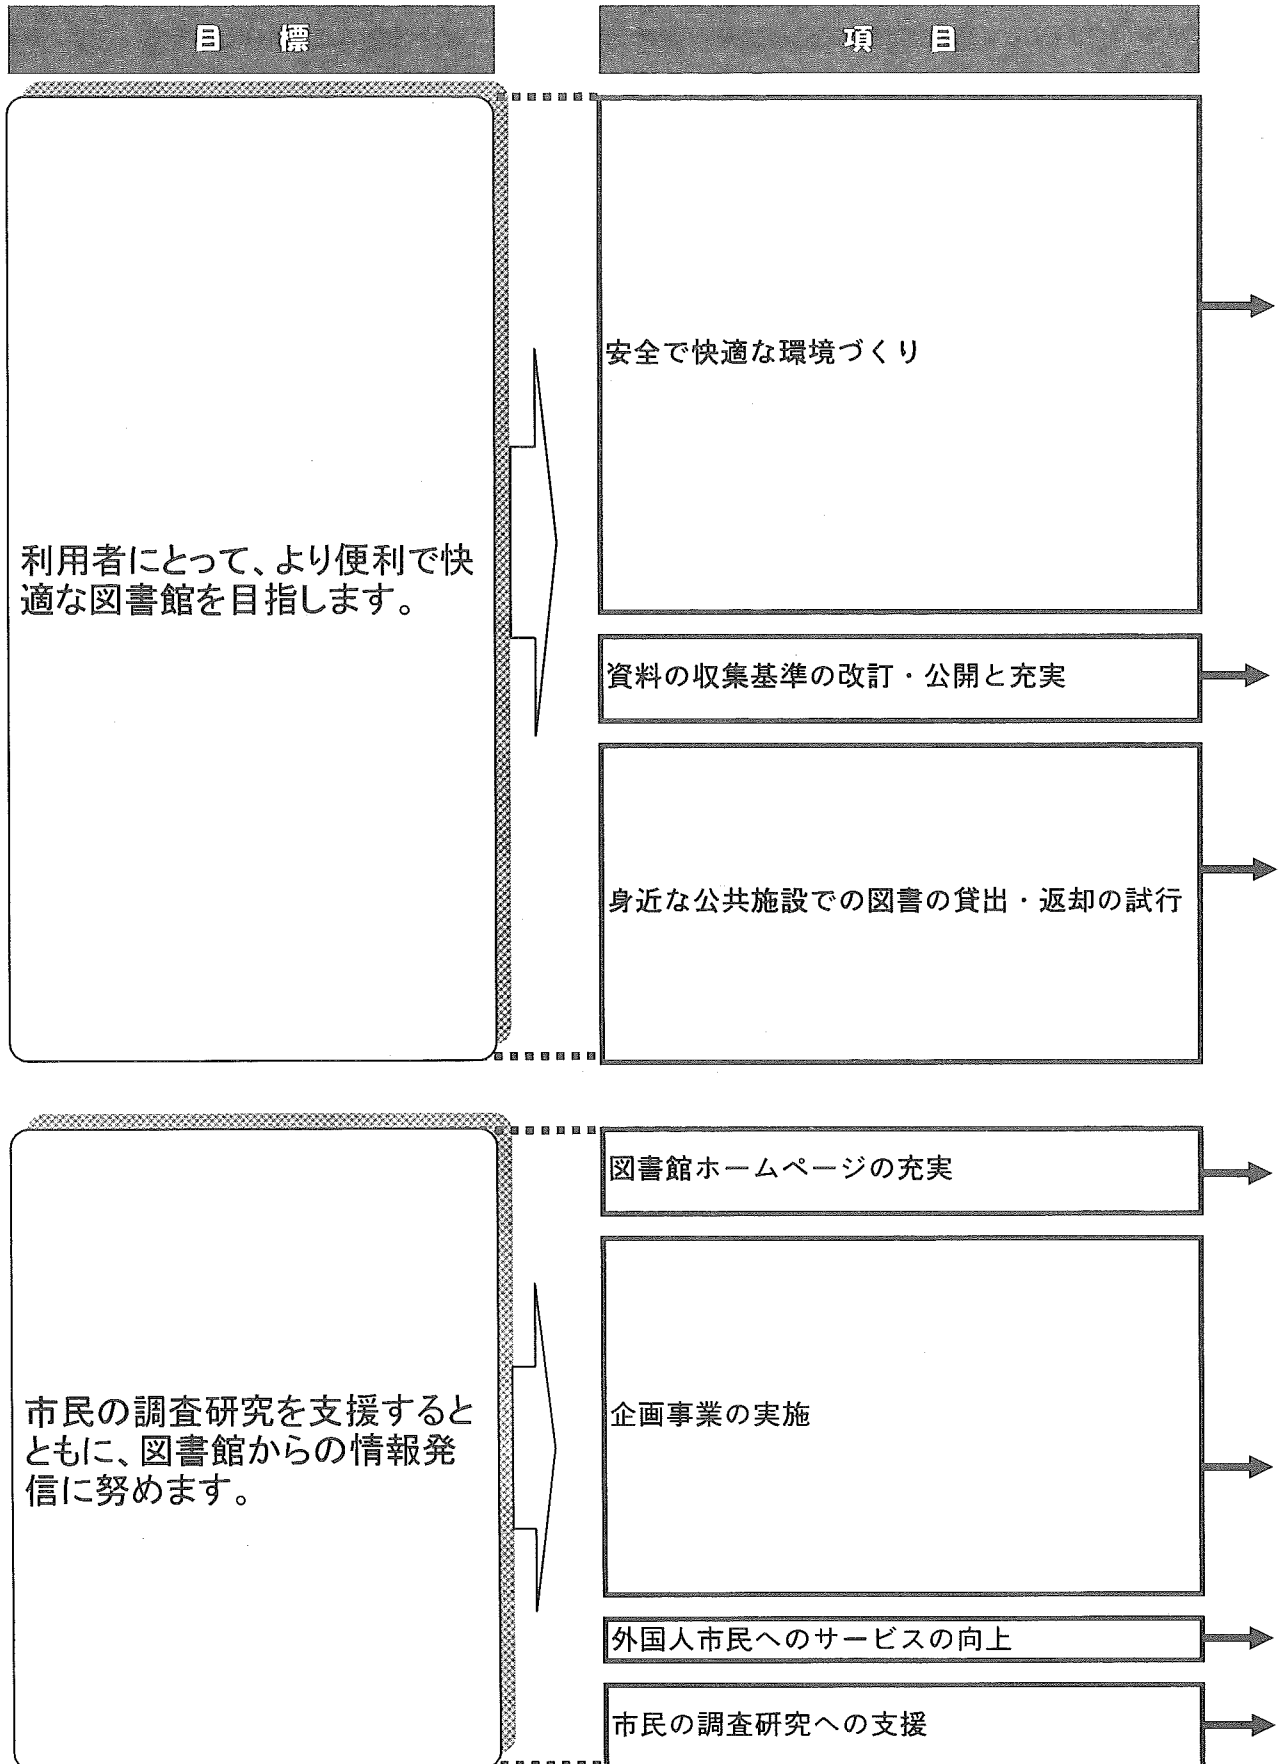 目　標
項　目
利用者にとって、より便利で快
適な図書館を目指します。
安全で快適な環境づくり
資料の収集基準の改訂・公開と充実
身近な公共施設での図書の貸出・返却の試行
市民の調査研究を支援すると
ともに、図書館からの情報発
信に努めます。
図書館ホームページの充実
企画事業の実施
外国人市民へのサービスの向上
市民の調査研究への支援